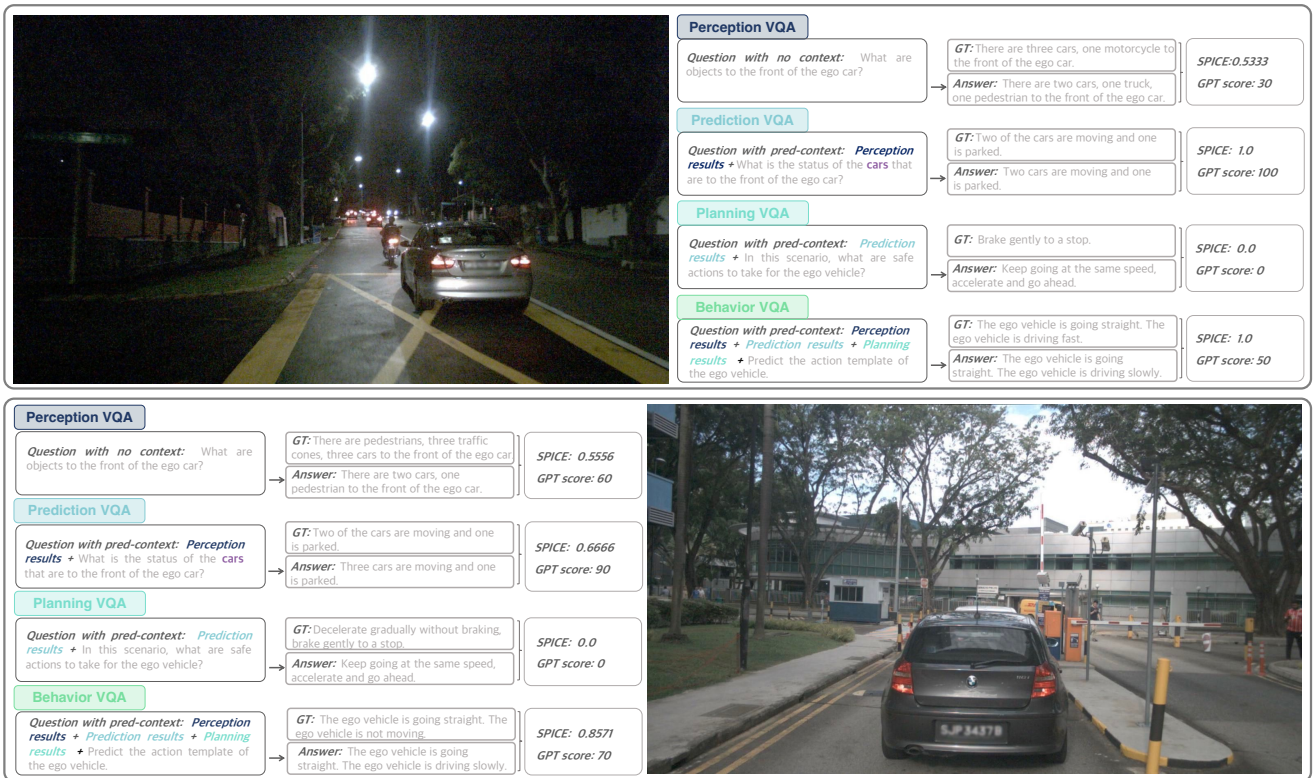 Perception VQA
Question with no context: What are
objects to the front of the ego car?
GT: There are three cars, one motorcycle to
the front of the ego car.
Answer: There are two cars, one truck,
one pedestrian to the front of the ego car.
SPICE:0.5333
GPT score: 30
Prediction VQA
Question with pred-context: Perception
results + What is the status of the cars that
are to the front of the ego car?
GT: Two of the cars are moving and one
is parked.
Answer: Two cars are moving and one
is parked.
SPICE: 1.0
GPT score: 100
Planning VQA
Question with pred-context: Prediction
results + In this scenario, what are safe
actions to take for the ego vehicle?
GT: Brake gently to a stop.
Answer: Keep going at the same speed,
accelerate and go ahead.
SPICE: 0.0
GPT score: 0
Behavior VQA
Question with pred-context: Perception
results + Prediction results + Planning
results + Predict the action template of
the ego vehicle.
GT: The ego vehicle is going straight. The
ego vehicle is driving fast.
Answer: The ego vehicle is going
straight. The ego vehicle is driving slowly.
SPICE: 1.0
GPT score: 50
Perception VQA
Question with no context: What are
objects to the front of the ego car?
GT: There are pedestrians, three traffic
cones, three cars to the front of the ego car
Answer: There are two cars, one
pedestrian to the front of the ego car.
SPICE: 0.5556
GPT score: 60
Prediction VQA
Question with pred-context: Perception
results + What is the status of the cars
that are to the front of the ego car?
GT: Two of the cars are moving and one
is parked.
Answer: Three cars are moving and one
is parked.
SPICE: 0.6666
GPT score: 90
Planning VQA
Question with pred-context: Prediction
results + In this scenario, what are safe
actions to take for the ego vehicle?
GT: Decelerate gradually without braking,
brake gently to a stop.
Answer: Keep going at the same speed,
accelerate and go ahead.
SPICE: 0.0
GPT score: 0
Behavior VQA
Question with pred-context: Perception
results + Prediction results + Planning
results + Predict the action template of
the ego vehicle.
GT: The ego vehicle is going straight. The
ego vehicle is not moving.
Answer: The ego vehicle is going
straight. The ego vehicle is driving slowly.
SPICE: 0.8571
GPT score: 70
SJP3437D